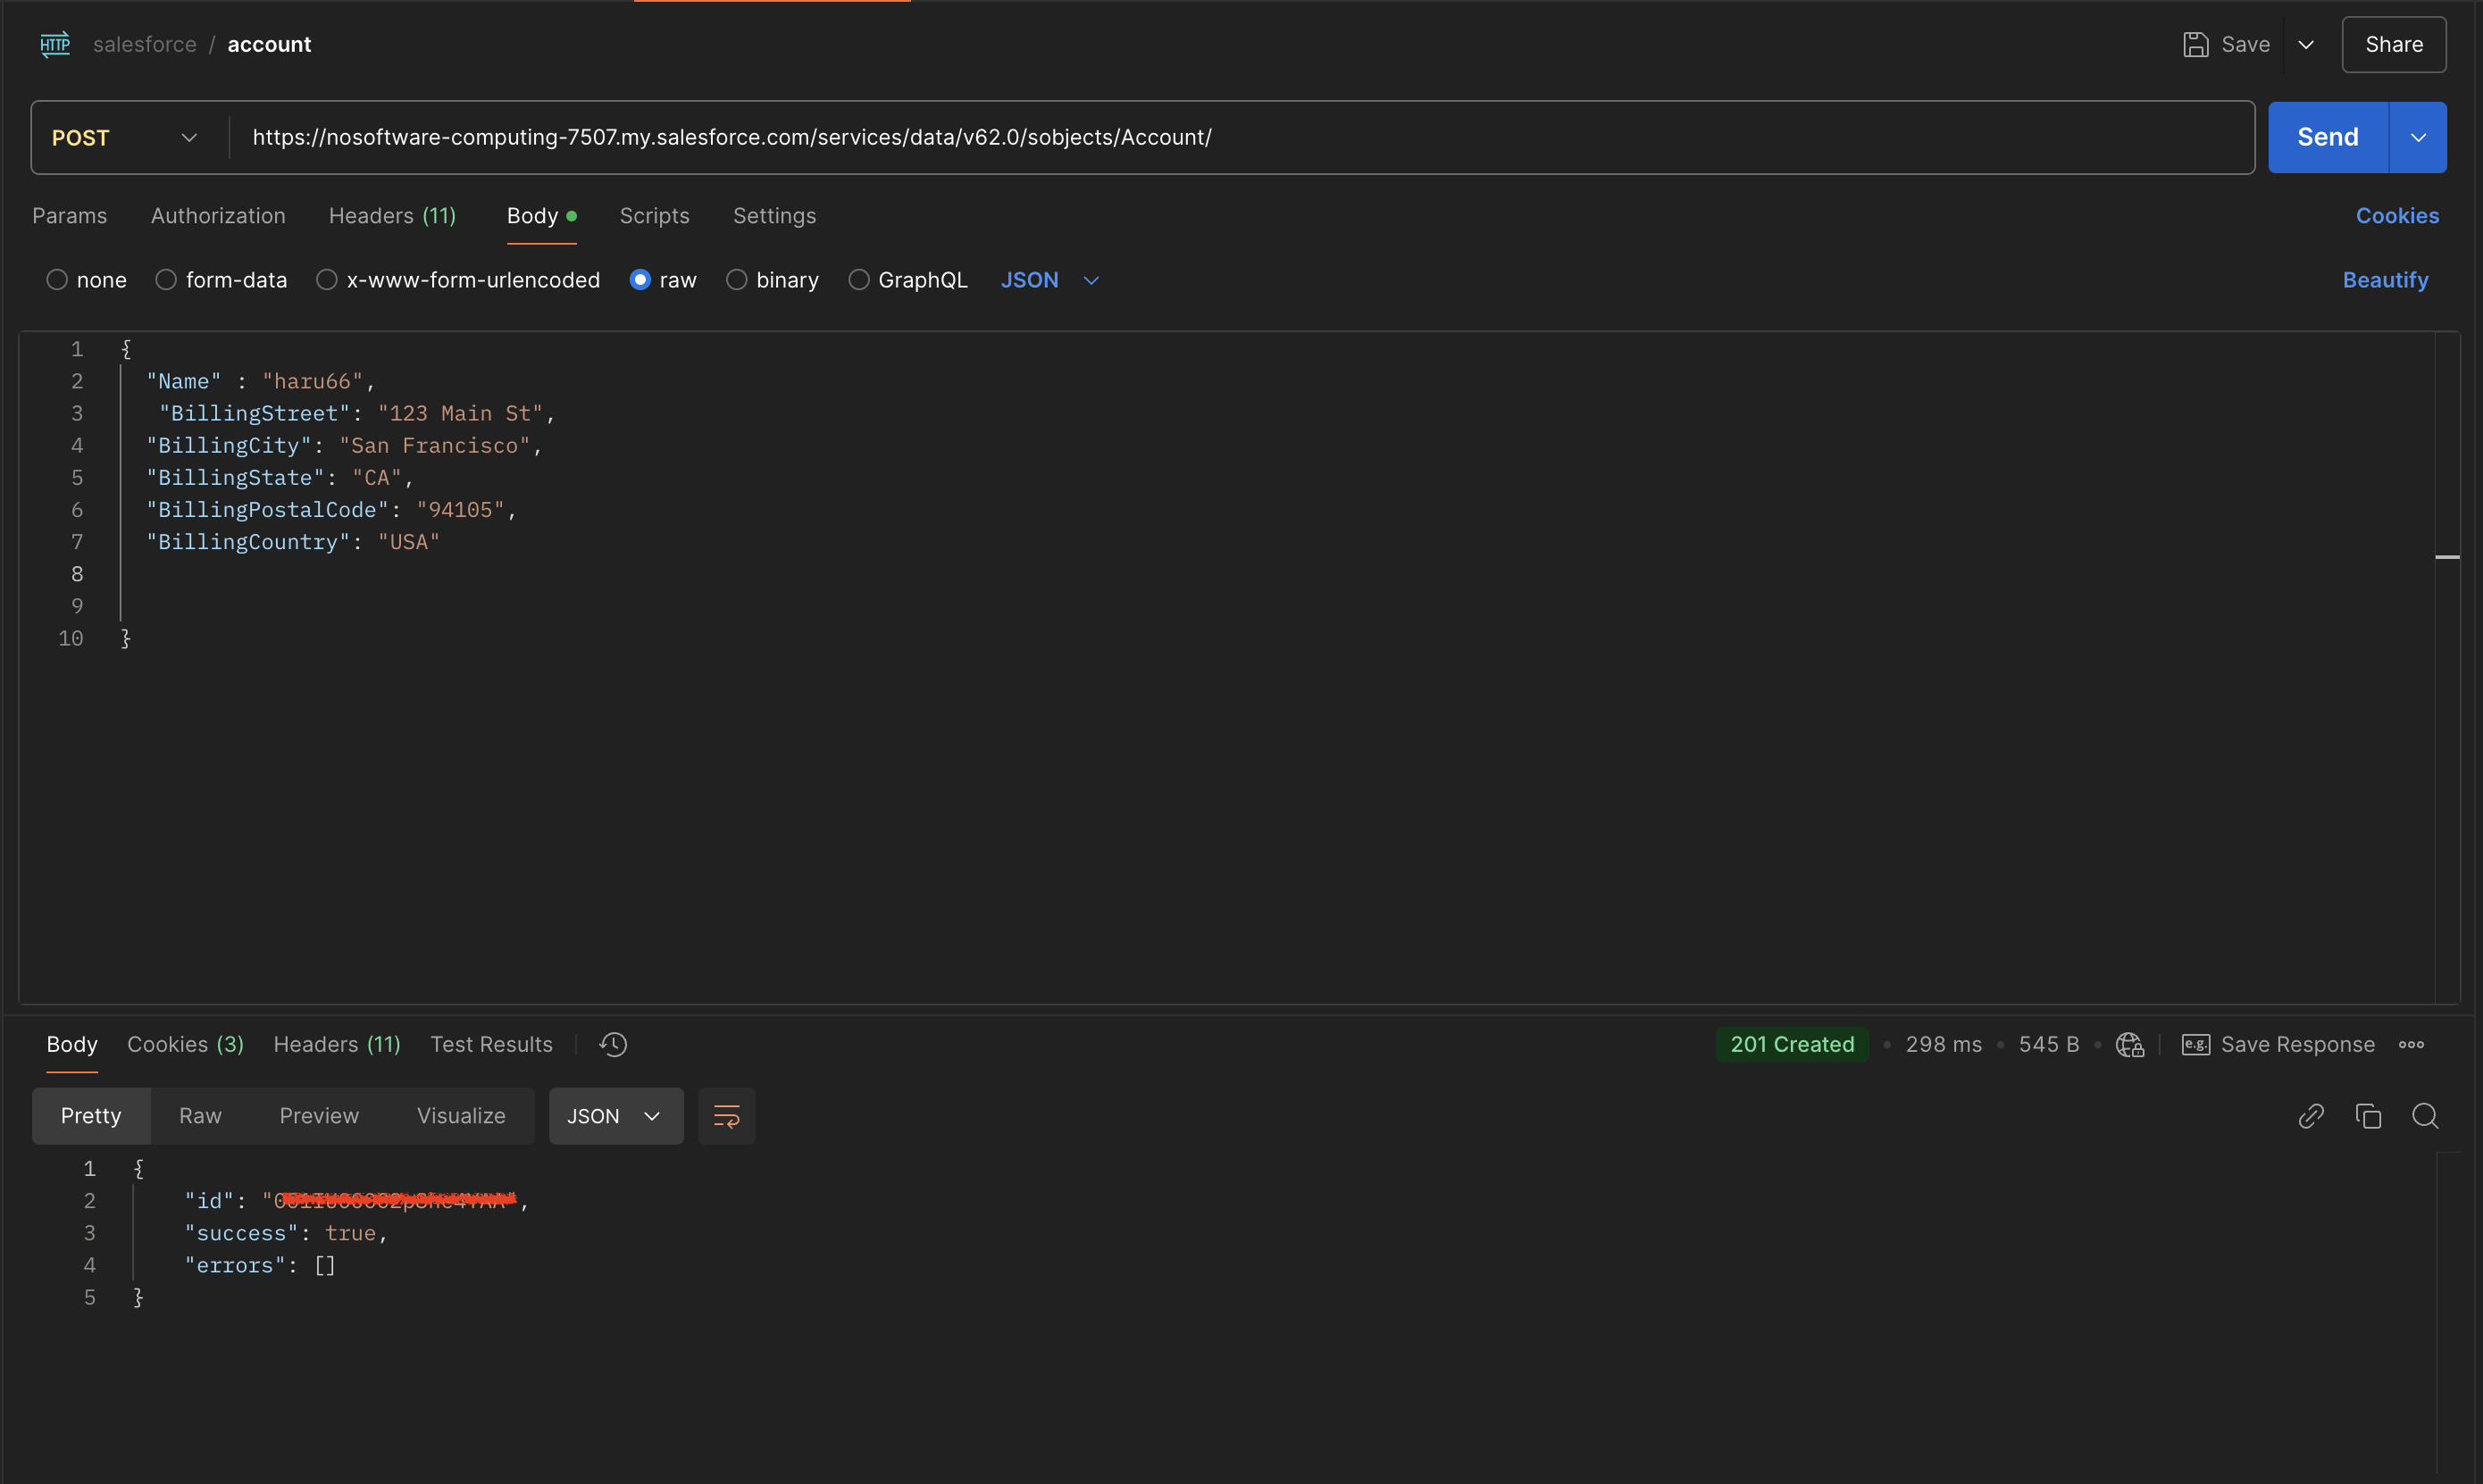 HTTP salesforce / account Save Share
POST https://nosoftware-computing-7507.my.salesforce.com/services/data/v62.0/sobjects/Account/ Send
Params Authorization Headers (11) Body Scripts Settings Cookies
none form-data x-www-form-urlencoded raw binary GraphQL JSON Beautify
1 {
2 "Name" : "haru66",
3 "BillingStreet": "123 Main St",
4 "BillingCity": "San Francisco",
5 "BillingState": "CA",
6 "BillingPostalCode": "94105",
7 "BillingCountry": "USA"
8
9
10 }
Body Cookies (3) Headers (11) Test Results 201 Created • 298 ms • 545 B • e.g. Save Response
Pretty Raw Preview Visualize JSON
1 {
2 "id": " ",
3 "success": true,
4 "errors": []
5 }